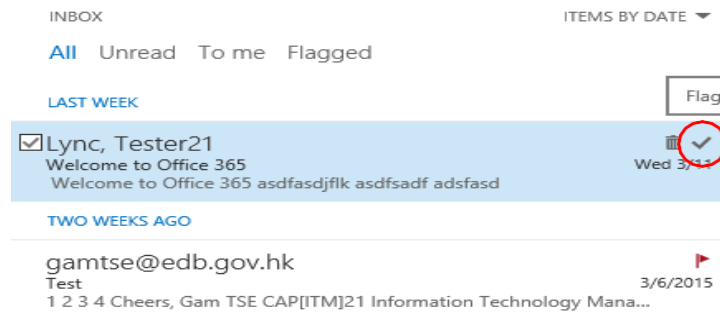 INBOX ITEMS BY DATE
All Unread To me Flagged
Flag
LAST WEEK
Lync, Tester21
Welcome to Office 365 Wed 3/11
Welcome to Office 365 asdfasdjflk asdfsadf adsfasd
TWO WEEKS AGO
gamtse@edb.gov.hk
Test 3/6/2015
1 2 3 4 Cheers, Gam TSE CAP[ITM]21 Information Technology Mana...